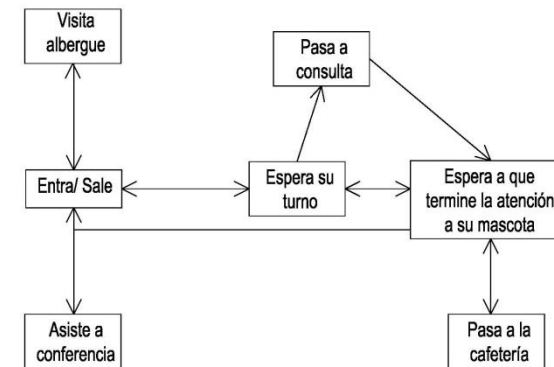 Visita
albergue
Pasa a
consulta
Entra/ Sale
Espera su
turno
Espera a que
termine la atención
a su mascota
Asiste a
conferencia
Pasa a la
cafetería